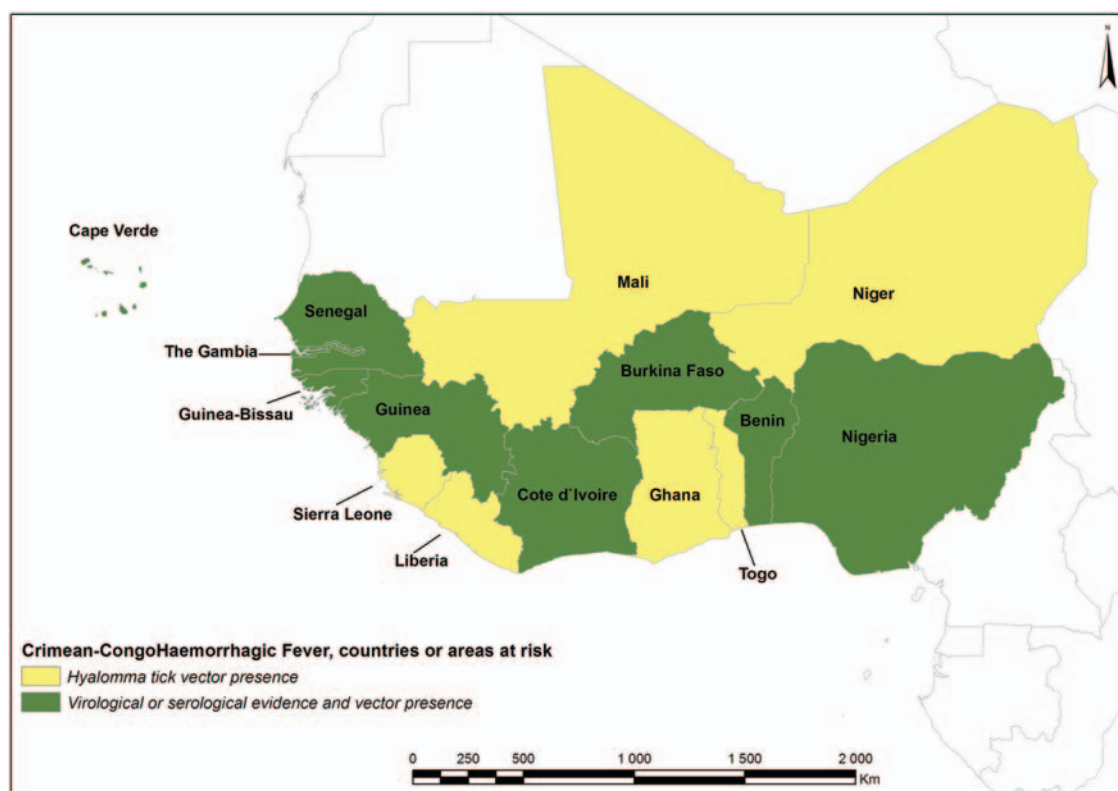 N
Cape Verde
Mali
Niger
Senegal
The Gambia
Burkina Faso
Guinea-Bissau
Guinea
Benin
Nigeria
Cote d`Ivoire
Ghana
Sierra Leone
Liberia
Togo
Crimean-CongoHaemorrhagic Fever, countries or areas at risk
Hyalomma tick vector presence
Virological or serological evidence and vector presence
0 250 500 1 000 1 500 2 000
Km